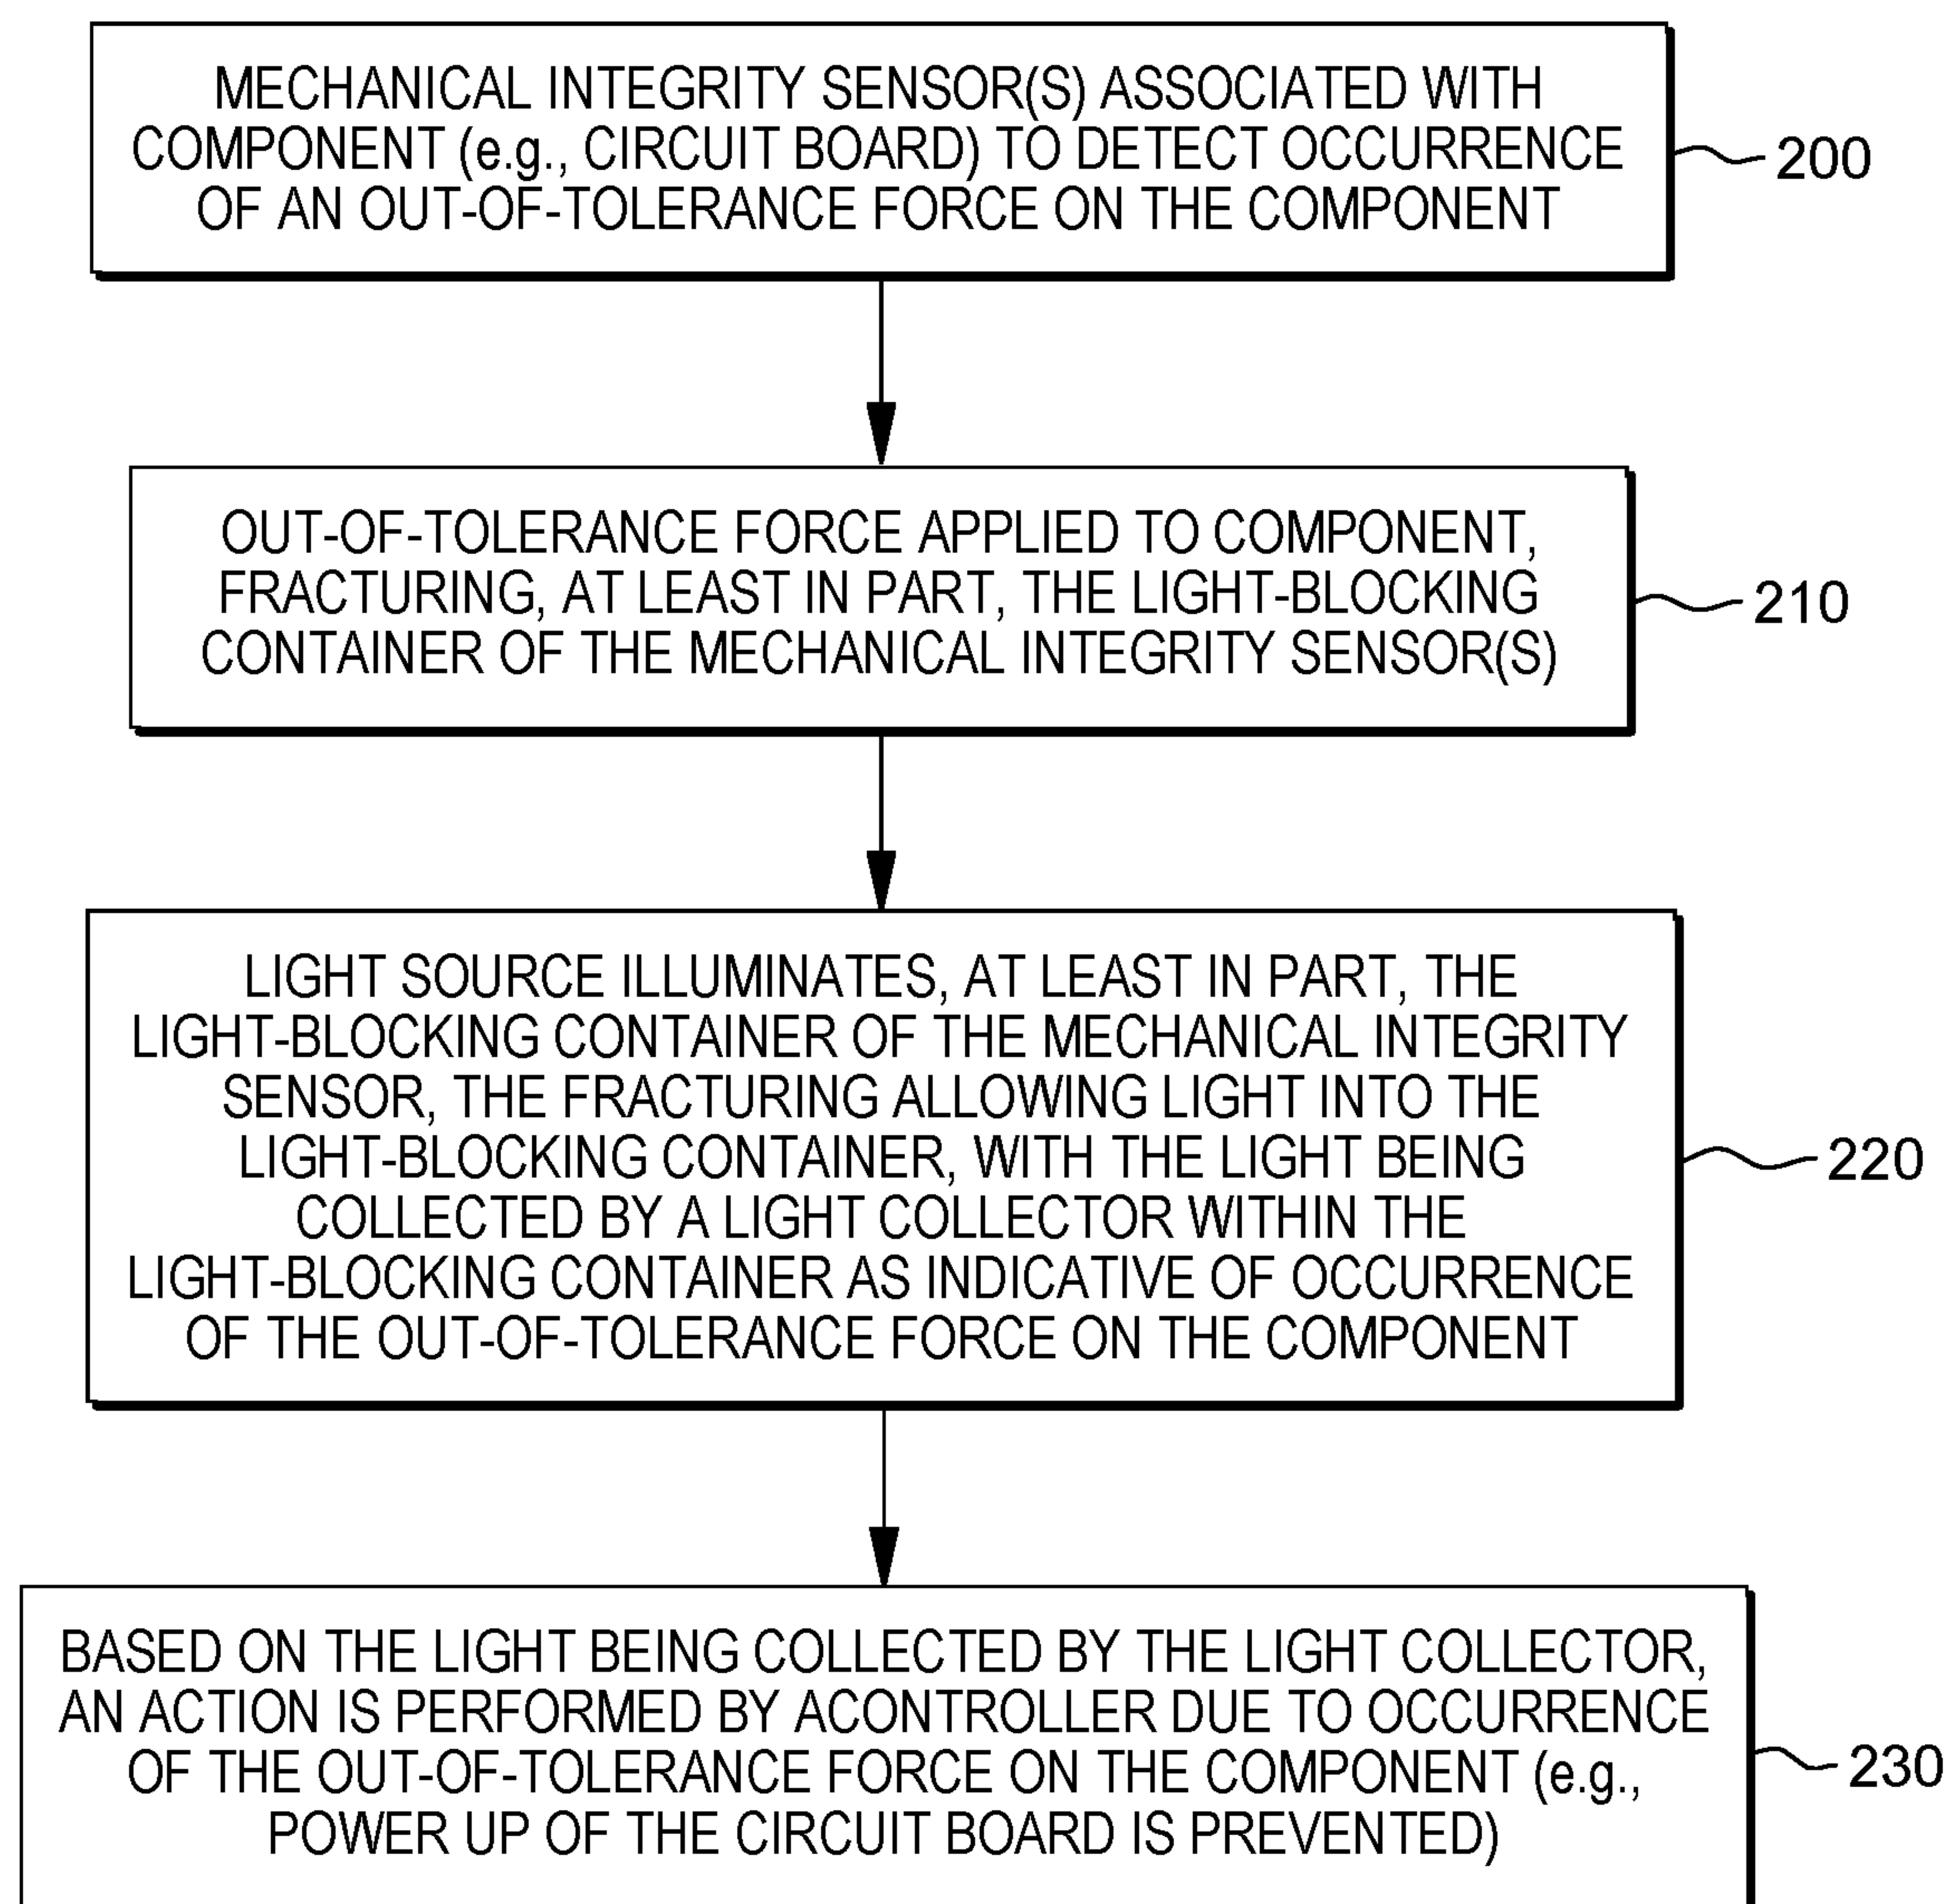 MECHANICAL INTEGRITY SENSOR(S) ASSOCIATED WITH
COMPONENT (e.g., CIRCUIT BOARD) TO DETECT OCCURRENCE
OF AN OUT-OF-TOLERANCE FORCE ON THE COMPONENT
200
OUT-OF-TOLERANCE FORCE APPLIED TO COMPONENT,
FRACTURING, AT LEAST IN PART, THE LIGHT-BLOCKING
CONTAINER OF THE MECHANICAL INTEGRITY SENSOR(S)
210
LIGHT SOURCE ILLUMINATES, AT LEAST IN PART, THE
LIGHT-BLOCKING CONTAINER OF THE MECHANICAL INTEGRITY
SENSOR, THE FRACTURING ALLOWING LIGHT INTO THE
LIGHT-BLOCKING CONTAINER, WITH THE LIGHT BEING
COLLECTED BY A LIGHT COLLECTOR WITHIN THE
LIGHT-BLOCKING CONTAINER AS INDICATIVE OF OCCURRENCE
OF THE OUT-OF-TOLERANCE FORCE ON THE COMPONENT
220
BASED ON THE LIGHT BEING COLLECTED BY THE LIGHT COLLECTOR,
AN ACTION IS PERFORMED BY ACONTROLLER DUE TO OCCURRENCE
OF THE OUT-OF-TOLERANCE FORCE ON THE COMPONENT (e.g.,
POWER UP OF THE CIRCUIT BOARD IS PREVENTED)
230